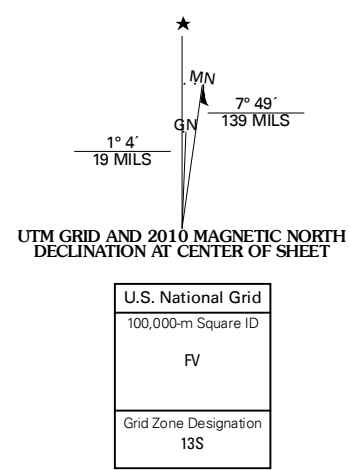 MN
7° 49´
139 MILS
GN
1° 4´
19 MILS
UTM GRID AND 2010 MAGNETIC NORTH
DECLINATION AT CENTER OF SHEET
U.S. National Grid
100,000-m Square ID
FV
Grid Zone Designation
13S